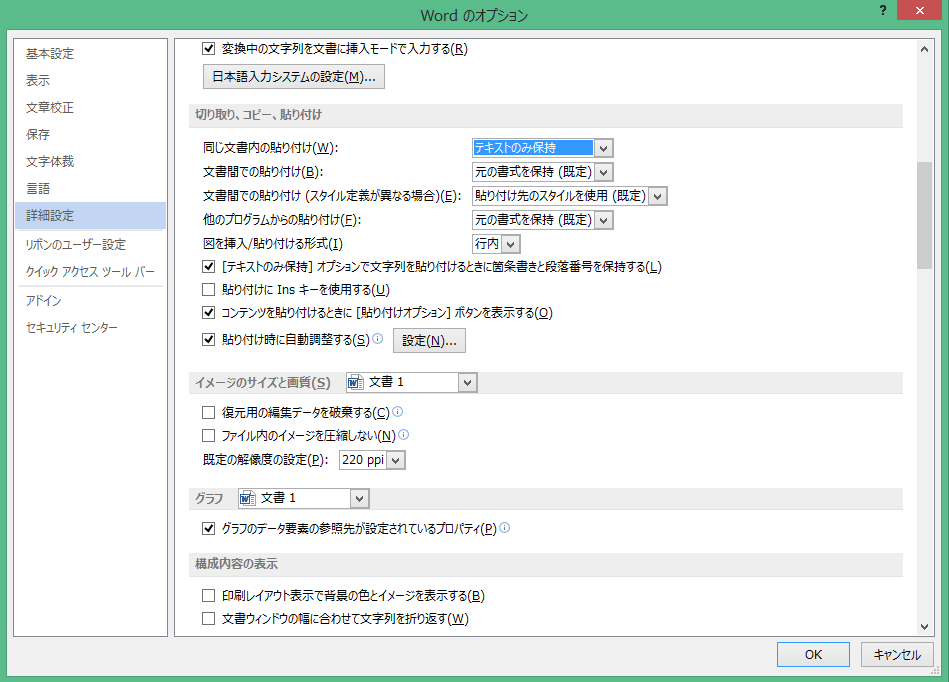 Word のオプション
?
基本設定
表示
文章校正
保存
文字体裁
言語
詳細設定
リボンのユーザー設定
クイック アクセス ツール バー
アドイン
セキュリティ センター
変換中の文字列を文書に挿入モードで入力する(R)
日本語入力システムの設定(M)...
切り取り、コピー、貼り付け
同じ文書内の貼り付け(W): テキストのみ保持
文書間での貼り付け(B): 元の書式を保持 (既定)
文書間での貼り付け (スタイル定義が異なる場合)(E): 貼り付け先のスタイルを使用 (既定)
他のプログラムからの貼り付け(F): 元の書式を保持 (既定)
図を挿入/貼り付ける形式(I) 行内
[テキストのみ保持] オプションで文字列を貼り付けるときに箇条書きと段落番号を保持する(L)
貼り付けに Ins キーを使用する(U)
コンテンツを貼り付けるときに [貼り付けオプション] ボタンを表示する(O)
貼り付け時に自動調整する(S) 設定(N)...
イメージのサイズと画質(S) 文書 1
復元用の編集データを破棄する(C)
ファイル内のイメージを圧縮しない(N)
既定の解像度の設定(P): 220 ppi
グラフ 文書 1
グラフのデータ要素の参照先が設定されているプロパティ(P)
構成内容の表示
印刷レイアウト表示で背景の色とイメージを表示する(B)
文書ウィンドウの幅に合わせて文字列を折り返す(W)
OK キャンセル